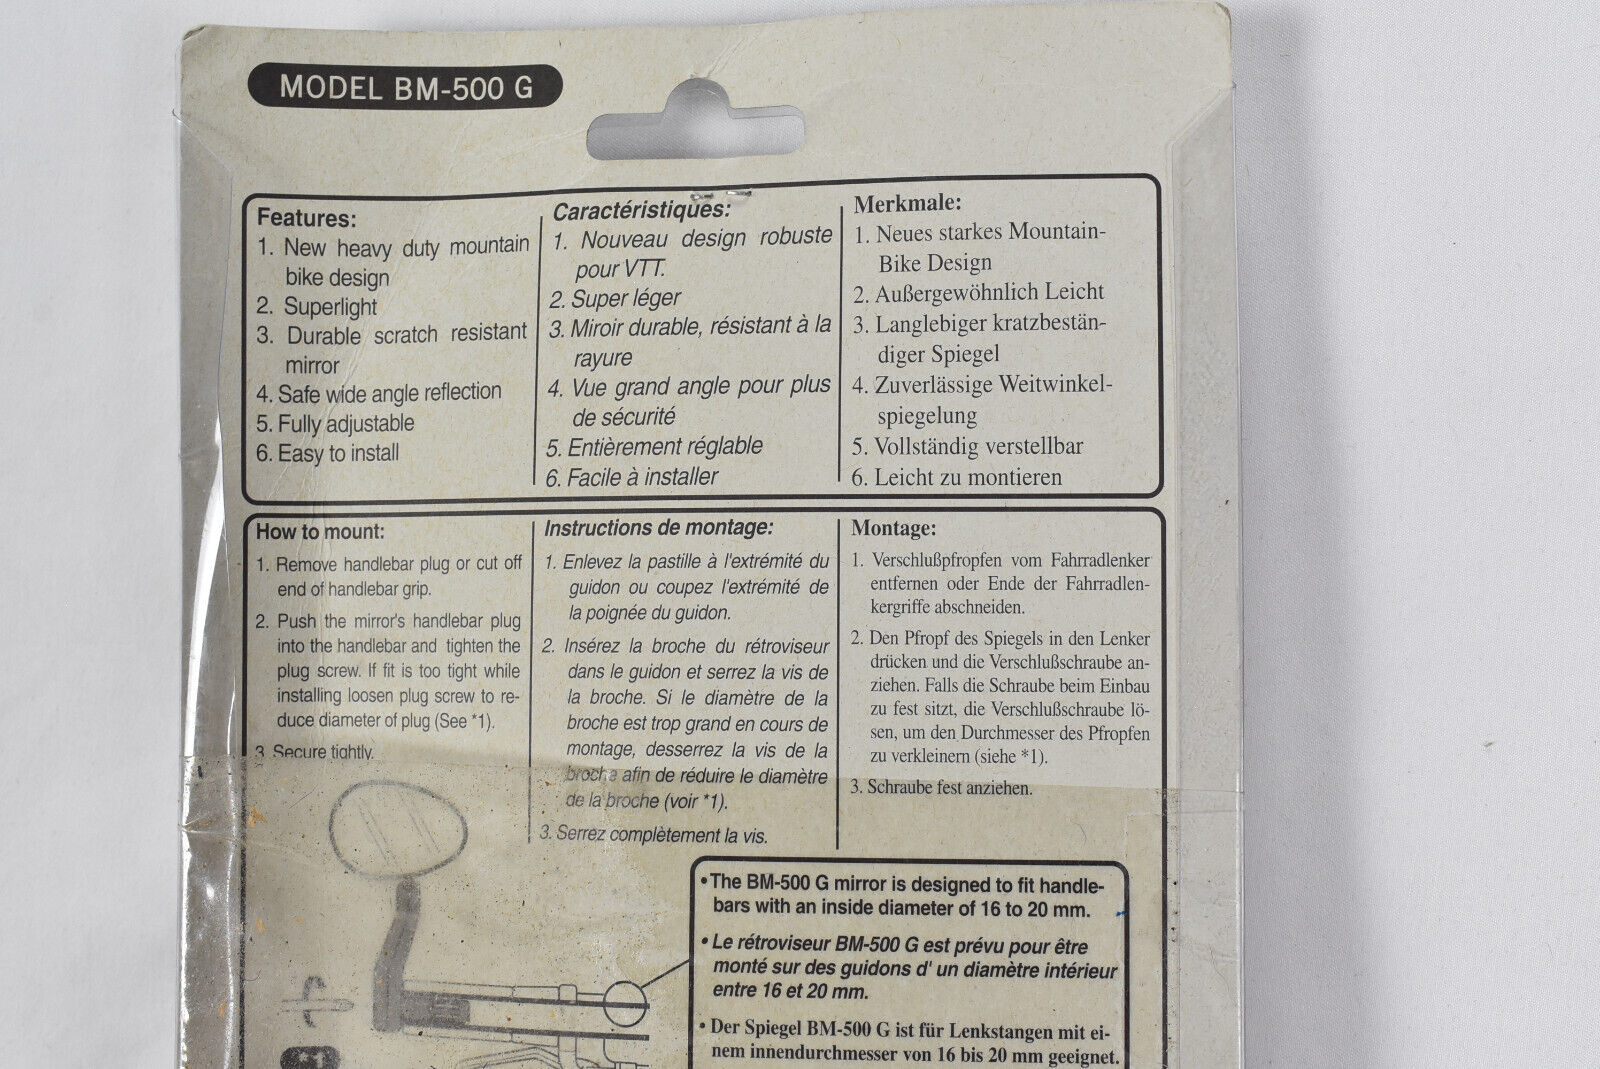 MODEL BM-500 G
Features:
1. New heavy duty mountain
bike design
2. Superlight
3. Durable scratch resistant
mirror
4. Safe wide angle reflection
5. Fully adjustable
6. Easy to install
Caractéristiques:
1. Nouveau design robuste
pour VTT.
2. Super léger
3. Miroir durable, résistant à la
rayure
4. Vue grand angle pour plus
de sécurité
5. Entièrement réglable
6. Facile à installer
Merkmale:
1. Neues starkes Mountain-
Bike Design
2. Außergewöhnlich Leicht
3. Langlebiger kratzbestän-
diger Spiegel
4. Zuverlässige Weitwinkel-
spiegelung
5. Vollständig verstellbar
6. Leicht zu montieren
How to mount:
1. Remove handlebar plug or cut off
end of handlebar grip.
2. Push the mirror's handlebar plug
into the handlebar and tighten the
plug screw. If fit is too tight while
installing loosen plug screw to re-
duce diameter of plug (See *1).
3. Secure tightly.
Instructions de montage:
1. Enlevez la pastille à l'extrémité du
guidon ou coupez l'extrémité de
la poignée du guidon.
2. Insérez la broche du rétroviseur
dans le guidon et serrez la vis de
la broche. Si le diamètre de la
broche est trop grand en cours de
montage, desserrez la vis de la
broche afin de réduire le diamètre
de la broche (voir *1).
3. Serrez complètement la vis.
Montage:
1. Verschlußpfropfen vom Fahrradlenker
entfernen oder Ende der Fahrradlen-
kergriffe abschneiden.
2. Den Pfropf des Spiegels in den Lenker
drücken und die Verschlußschraube an-
ziehen. Falls die Schraube beim Einbau
zu fest sitzt, die Verschlußschraube lö-
sen, um den Durchmesser des Pfropfen
zu verkleinern (siehe *1).
3. Schraube fest anziehen.
•The BM-500 G mirror is designed to fit handle-
bars with an inside diameter of 16 to 20 mm.
• Le rétroviseur BM-500 G est prévu pour être
monté sur des guidons d' un diamètre intérieur
entre 16 et 20 mm.
• Der Spiegel BM-500 G ist für Lenkstangen mit ei-
nem innendurchmesser von 16 bis 20 mm geeignet.